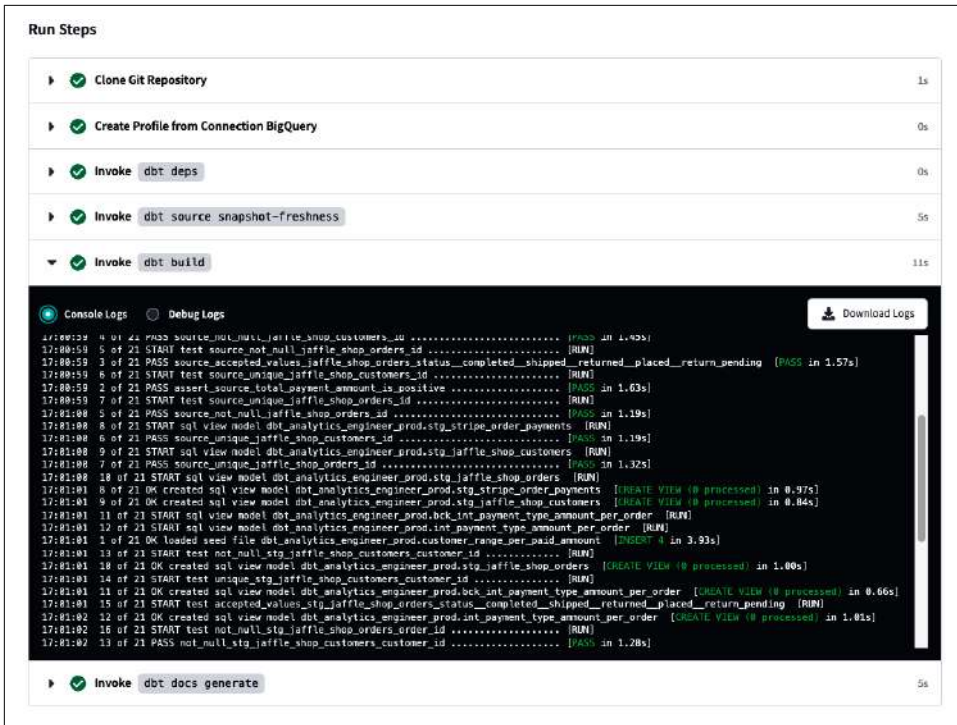 Run Steps
Clone Git Repository 1s
Create Profile from Connection BigQuery 0s
Invoke dbt deps 0s
Invoke dbt source snapshot-freshness 5s
Invoke dbt build 11s
Console Logs Debug Logs Download Logs
17:00:59 4 of 21 PASS source_not_null_jaffle_shop_customers_id .......................... [PASS in 1.45s]
17:00:59 5 of 21 START test source_not_null_jaffle_shop_orders_id ...................... [RUN]
17:00:59 3 of 21 PASS source_accepted_values_jaffle_shop_orders_status__completed__shipped__returned__placed__return_pending [PASS in 1.57s]
17:00:59 6 of 21 START test source_unique_jaffle_shop_customers_id ..................... [RUN]
17:00:59 2 of 21 PASS assert_source_total_payment_ammount_is_positive .................. [PASS in 1.63s]
17:00:59 7 of 21 START test source_unique_jaffle_shop_orders_id ........................ [RUN]
17:01:00 5 of 21 PASS source_not_null_jaffle_shop_orders_id ............................ [PASS in 1.19s]
17:01:00 8 of 21 START sql view model dbt_analytics_engineer_prod.stg_stripe_order_payments [RUN]
17:01:00 6 of 21 PASS source_unique_jaffle_shop_customers_id ........................... [PASS in 1.19s]
17:01:00 9 of 21 START sql view model dbt_analytics_engineer_prod.stg_jaffle_shop_customers [RUN]
17:01:00 7 of 21 PASS source_unique_jaffle_shop_orders_id .............................. [PASS in 1.32s]
17:01:00 10 of 21 START sql view model dbt_analytics_engineer_prod.stg_jaffle_shop_orders [RUN]
17:01:01 8 of 21 OK created sql view model dbt_analytics_engineer_prod.stg_stripe_order_payments [CREATE VIEW (0 processed) in 0.97s]
17:01:01 9 of 21 OK created sql view model dbt_analytics_engineer_prod.stg_jaffle_shop_customers [CREATE VIEW (0 processed) in 0.84s]
17:01:01 11 of 21 START sql view model dbt_analytics_engineer_prod.bck_int_payment_type_ammount_per_order [RUN]
17:01:01 12 of 21 START sql view model dbt_analytics_engineer_prod.int_payment_type_ammount_per_order [RUN]
17:01:01 1 of 21 OK loaded seed file dbt_analytics_engineer_prod.customer_range_per_paid_amount [INSERT 4 in 3.93s]
17:01:01 13 of 21 START test not_null_stg_jaffle_shop_customers_customer_id ............. [RUN]
17:01:01 10 of 21 OK created sql view model dbt_analytics_engineer_prod.stg_jaffle_shop_orders [CREATE VIEW (0 processed) in 1.00s]
17:01:01 14 of 21 START test unique_stg_jaffle_shop_customers_customer_id ............... [RUN]
17:01:01 11 of 21 OK created sql view model dbt_analytics_engineer_prod.bck_int_payment_type_ammount_per_order [CREATE VIEW (0 processed) in 0.66s]
17:01:01 15 of 21 START test accepted_values_stg_jaffle_shop_orders_status__completed__shipped__returned__placed__return_pending [RUN]
17:01:02 12 of 21 OK created sql view model dbt_analytics_engineer_prod.int_payment_type_ammount_per_order [CREATE VIEW (0 processed) in 1.01s]
17:01:02 16 of 21 START test not_null_stg_jaffle_shop_orders_order_id ................... [RUN]
17:01:02 13 of 21 PASS not_null_stg_jaffle_shop_customers_customer_id ................... [PASS in 1.28s]
Invoke dbt docs generate 5s